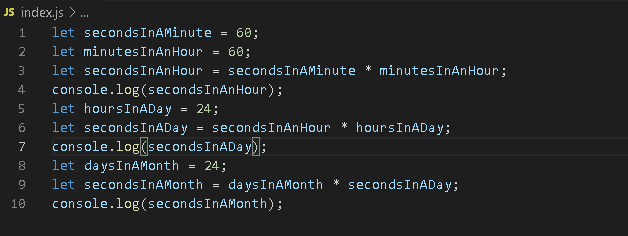 JS index.js > ...
1 let secondsInAMinute = 60;
2 let minutesInAnHour = 60;
3 let secondsInAnHour = secondsInAMinute * minutesInAnHour;
4 console.log(secondsInAnHour);
5 let hoursInADay = 24;
6 let secondsInADay = secondsInAnHour * hoursInADay;
7 console.log(secondsInADay);
8 let daysInAMonth = 24;
9 let secondsInAMonth = daysInAMonth * secondsInADay;
10 console.log(secondsInAMonth);